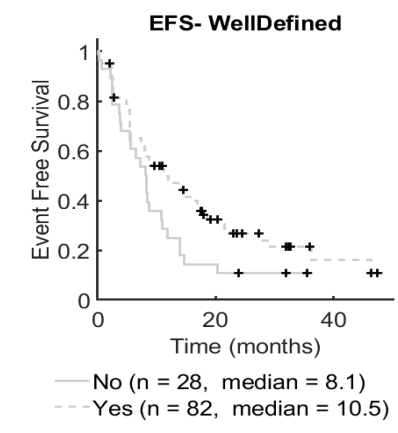 EFS- WellDefined
1
0.8
0.6
0.4
0.2
0
0 20 40
Event Free Survival
Time (months)
No (n = 28, median = 8.1)
Yes (n = 82, median = 10.5)